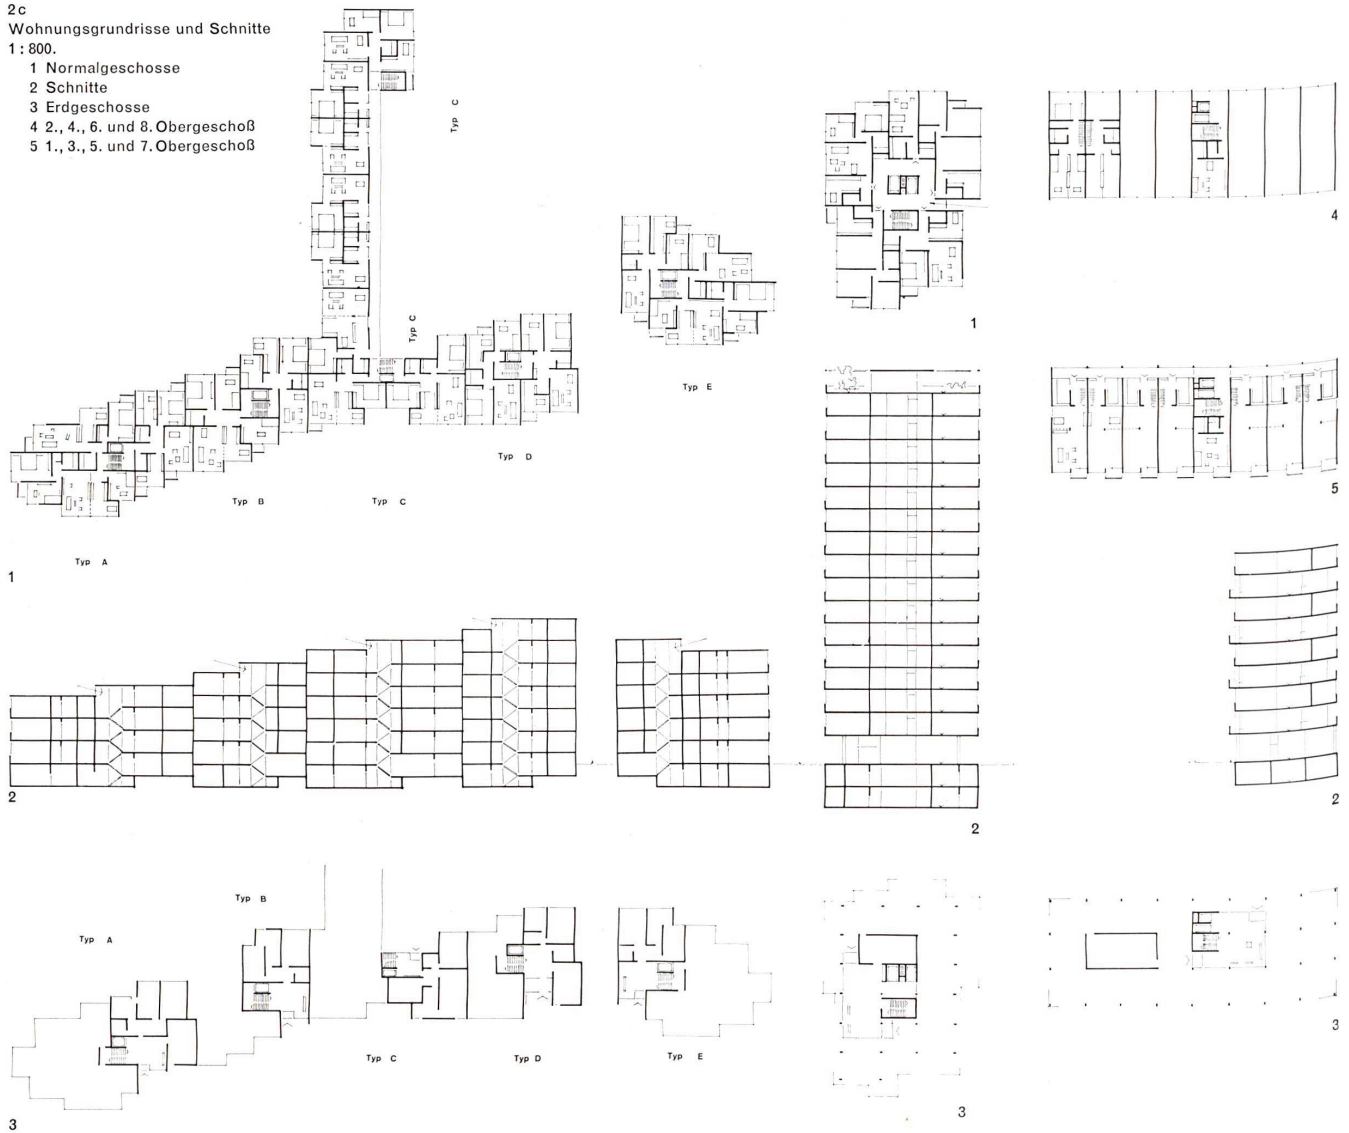 2c
Wohnungsgrundrisse und Schnitte
1 : 800.
1 Normalgeschosse
2 Schnitte
3 Erdgeschosse
4 2., 4., 6. und 8. Obergeschoß
5 1., 3., 5. und 7. Obergeschoß
Typ C
Typ C
Typ E
Typ D
Typ B
Typ C
Typ A
1
1
4
5
2
2
2
Typ B
Typ A
Typ C
Typ D
Typ E
3
3
3